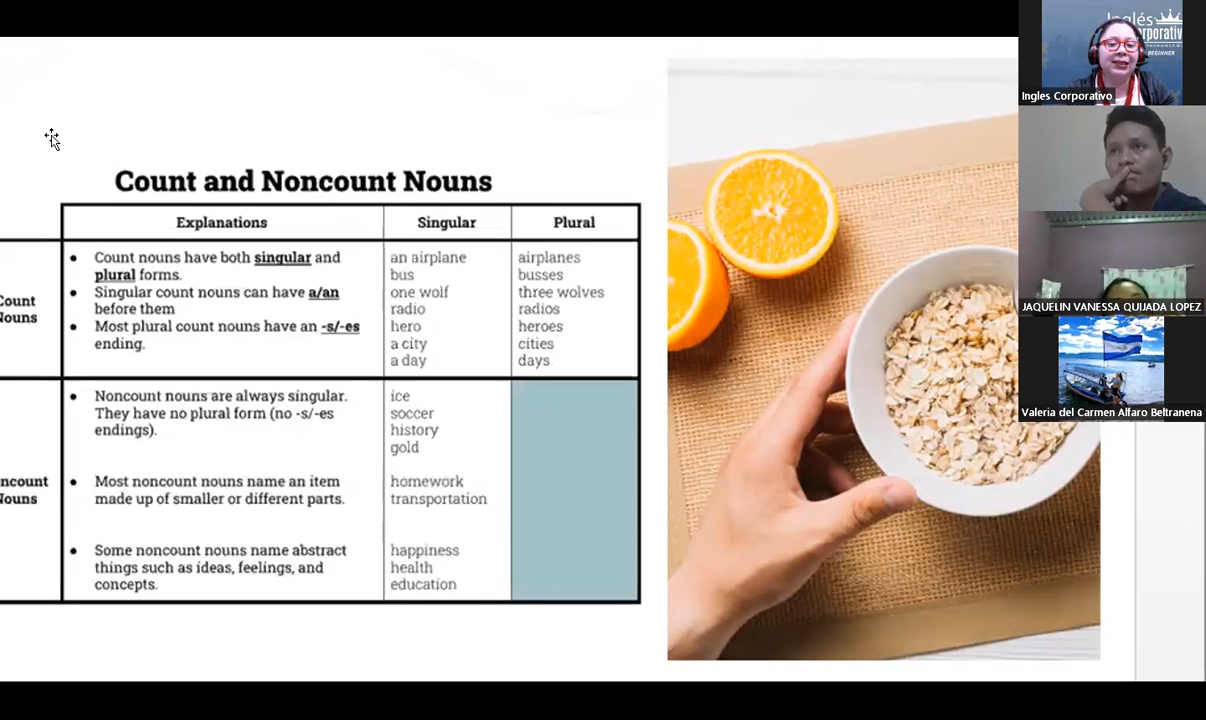 Count and Noncount Nouns
Explanations Singular Plural
Count nouns have both singular and an airplane airplanes
plural forms. bus busses
Count Singular count nouns can have a/an one wolf three wolves
Nouns before them radio radios
Most plural count nouns have an -s/-es hero heroes
ending. a city cities
a day days
Noncount nouns are always singular. ice
They have no plural form (no -s/-es soccer
endings). history
gold
ncount Most noncount nouns name an item homework
Nouns made up of smaller or different parts. transportation
Some noncount nouns name abstract happiness
things such as ideas, feelings, and health
concepts. education
Inglés
rporativ
BEGINNER
Ingles Corporativo
JAQUELIN VANESSA QUIJADA LOPEZ
Valeria del Carmen Alfaro Beltranena